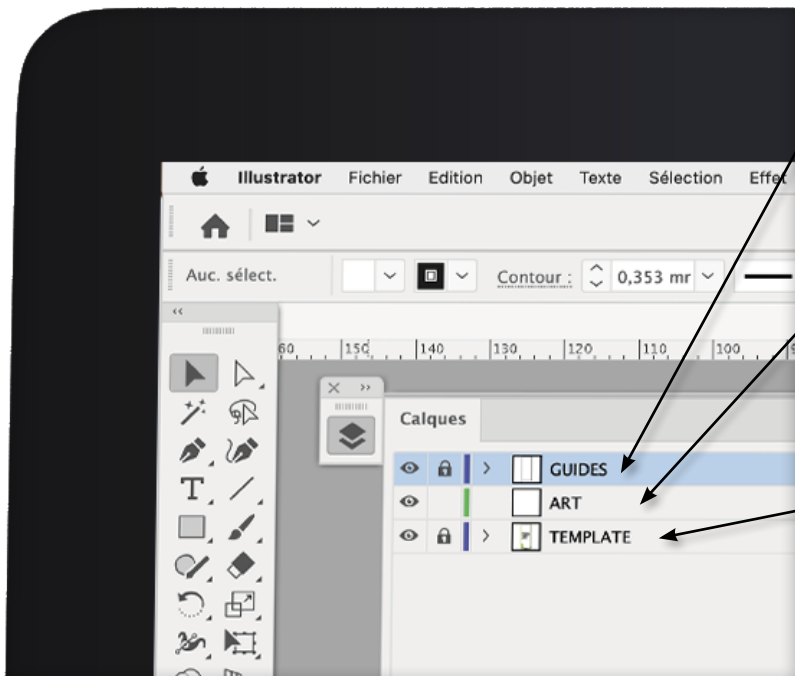 Illustrator Fichier Edition Objet Texte Sélection Effet
Auc. sélect. Contour : 0,353 mr
150 140 130 120 110 100
Calques
GUIDES
ART
TEMPLATE